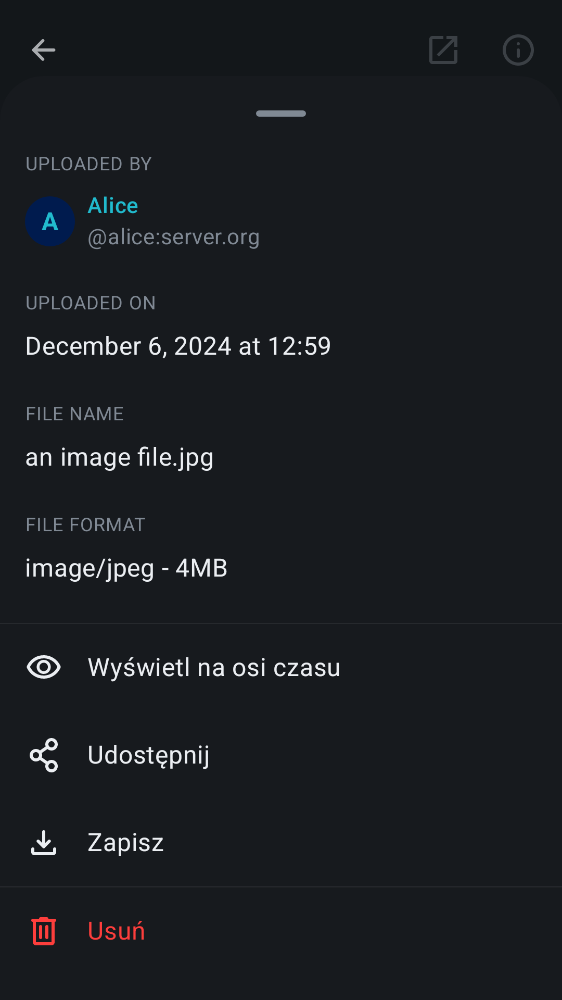 UPLOADED BY
A
Alice
@alice:server.org
UPLOADED ON
December 6, 2024 at 12:59
FILE NAME
an image file.jpg
FILE FORMAT
image/jpeg - 4MB
Wyświetl na osi czasu
Udostępnij
Zapisz
Usuń